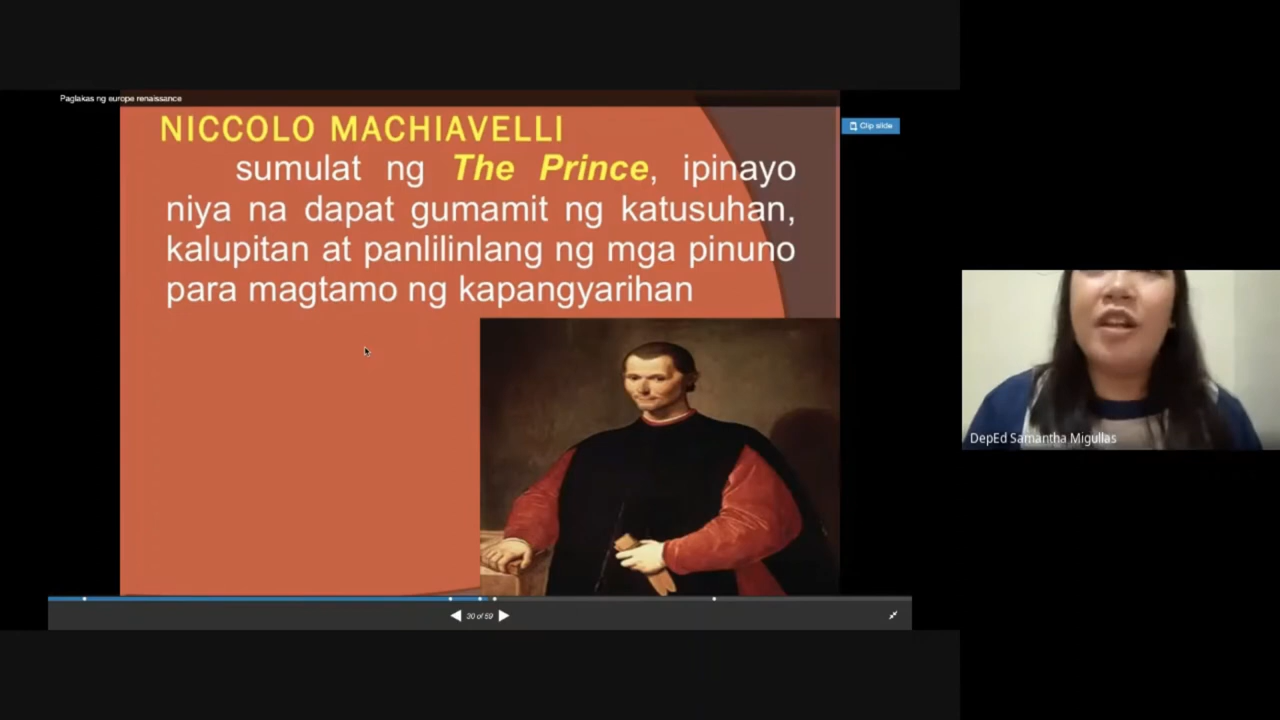 Paglakas ng europe renaissance
NICCOLO MACHIAVELLI
Clip slide
sumulat ng The Prince, ipinayo
niya na dapat gumamit ng katusuhan,
kalupitan at panlilinlang ng mga pinuno
para magtamo ng kapangyarihan
DepEd Samantha Migullas
30 of 59